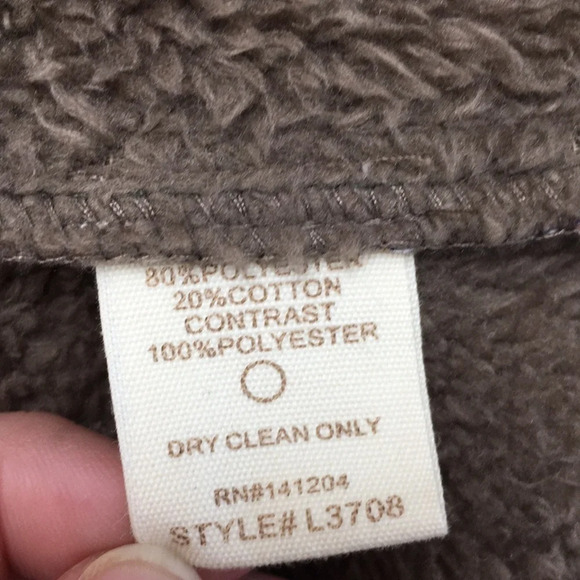 80%POLYESTER
20%COTTON
CONTRAST
100%POLYESTER
DRY CLEAN ONLY
RN#141204
STYLE# L3708